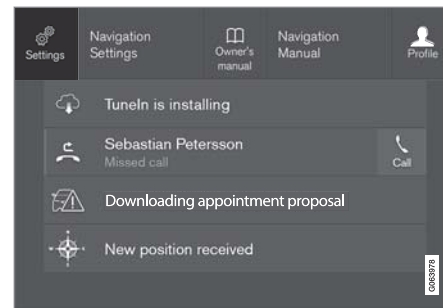 Settings
Navigation
Settings
Owner's
manual
Navigation
Manual
Profile
TuneIn is installing
Sebastian Petersson
Missed call
Call
Downloading appointment proposal
New position received
G063978